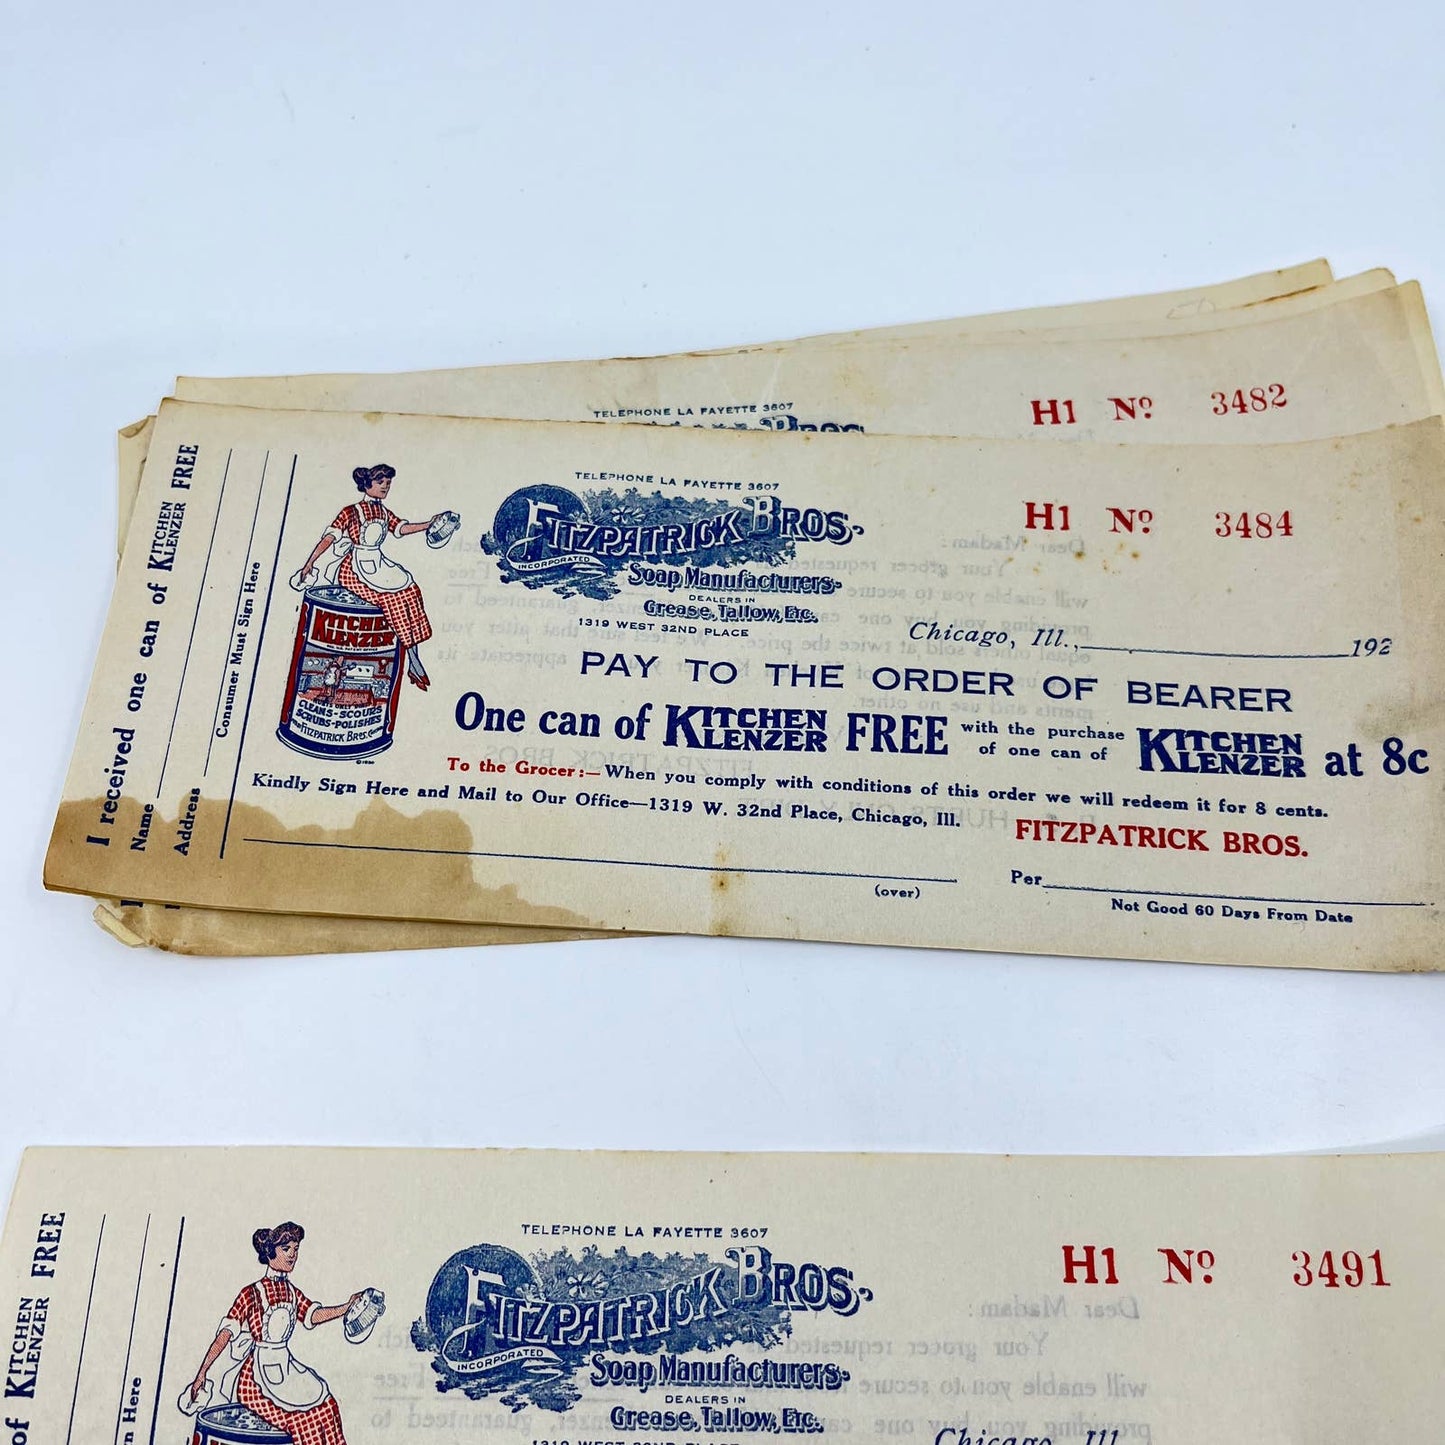 TELEPHONE LA FAYETTE 3607
H1 No 3482
I received one can of KITCHEN KLENZER FREE
Name
Address
Consumer Must Sign Here
KITCHEN
KLENZER
CLEANS-SCOURS
SCRUBS-POLISHES
FITZPATRICK BROS.
©1920
TELEPHONE LA FAYETTE 3607
FITZPATRICK BROS.
INCORPORATED
Soap Manufacturers
DEALERS IN
Grease, Tallow, Etc.
1319 WEST 32ND PLACE
H1 No 3484
Chicago, Ill., 192
PAY TO THE ORDER OF BEARER
One can of KITCHEN KLENZER FREE with the purchase of one can of KITCHEN KLENZER at 8c
To the Grocer:—When you comply with conditions of this order we will redeem it for 8 cents.
Kindly Sign Here and Mail to Our Office—1319 W. 32nd Place, Chicago, Ill.
FITZPATRICK BROS.
(over)
Per
Not Good 60 Days From Date
of KITCHEN KLENZER FREE
n Here
TELEPHONE LA FAYETTE 3607
FITZPATRICK BROS.
INCORPORATED
Soap Manufacturers
DEALERS IN
Grease, Tallow, Etc.
1319 WEST 32ND PLACE
H1 No 3491
Chicago, Ill.